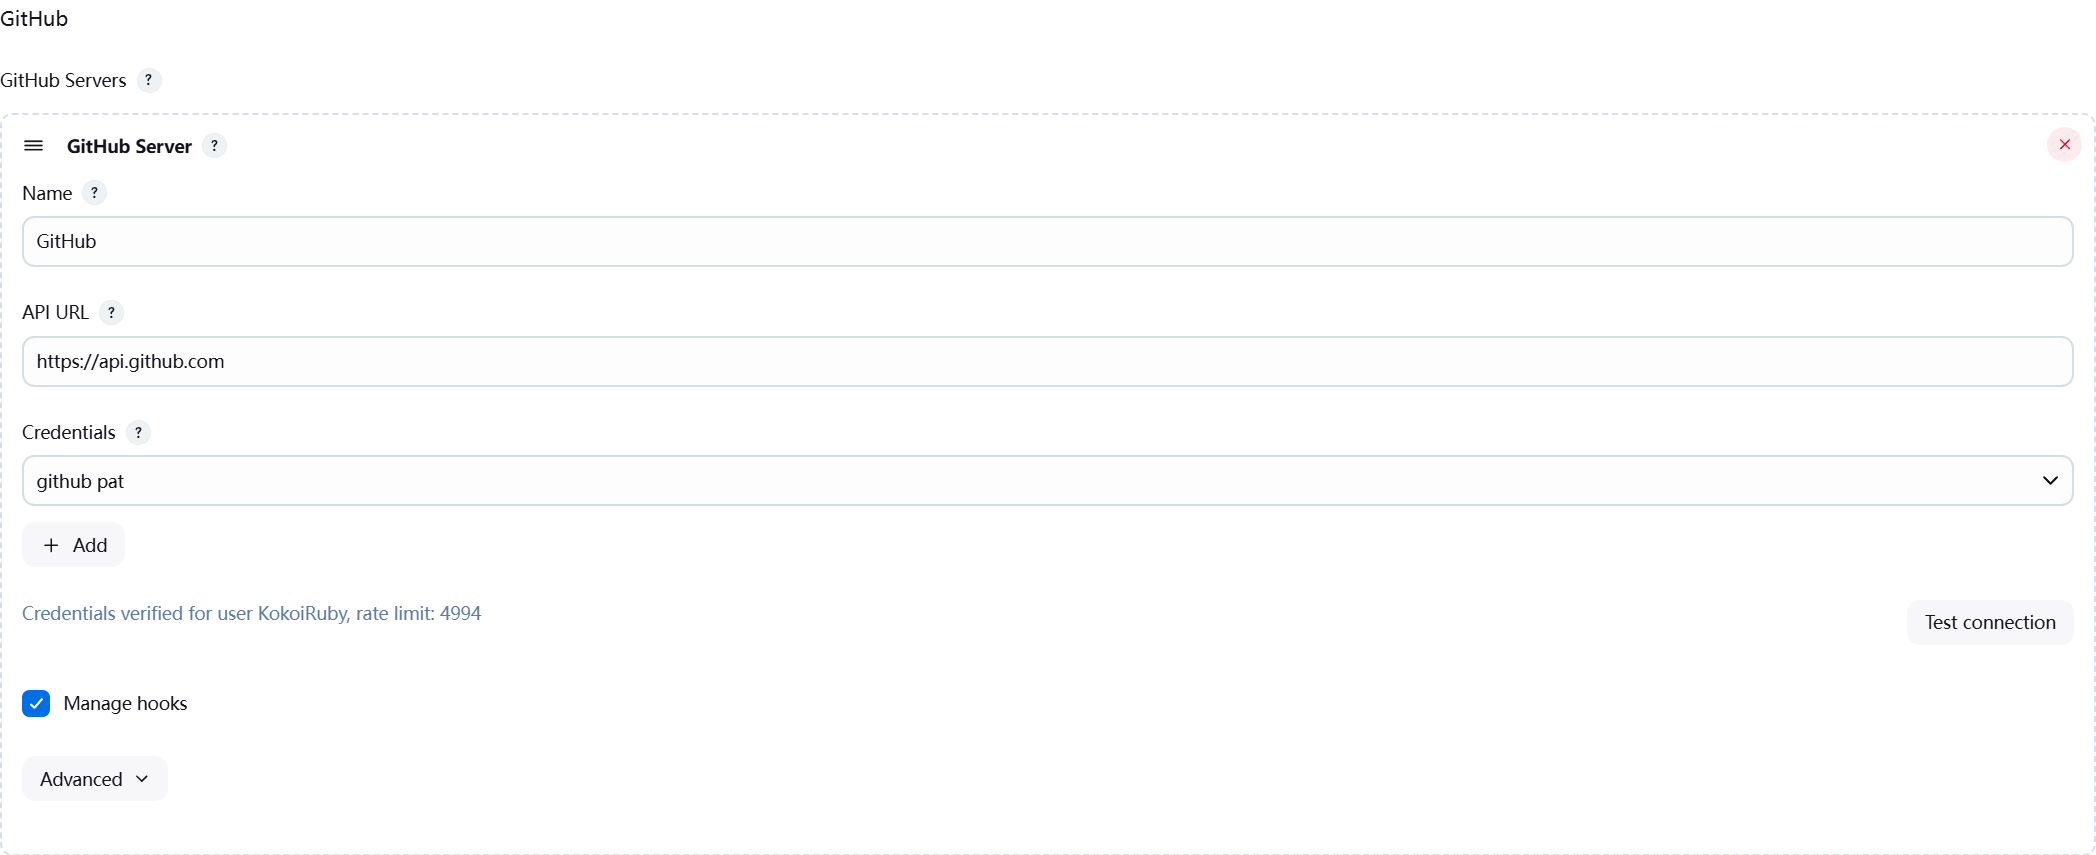 GitHub
GitHub Servers ?
GitHub Server ?
Name ?
GitHub
API URL ?
https://api.github.com
Credentials ?
github pat
+ Add
Credentials verified for user KokoiRuby, rate limit: 4994
Test connection
Manage hooks
Advanced